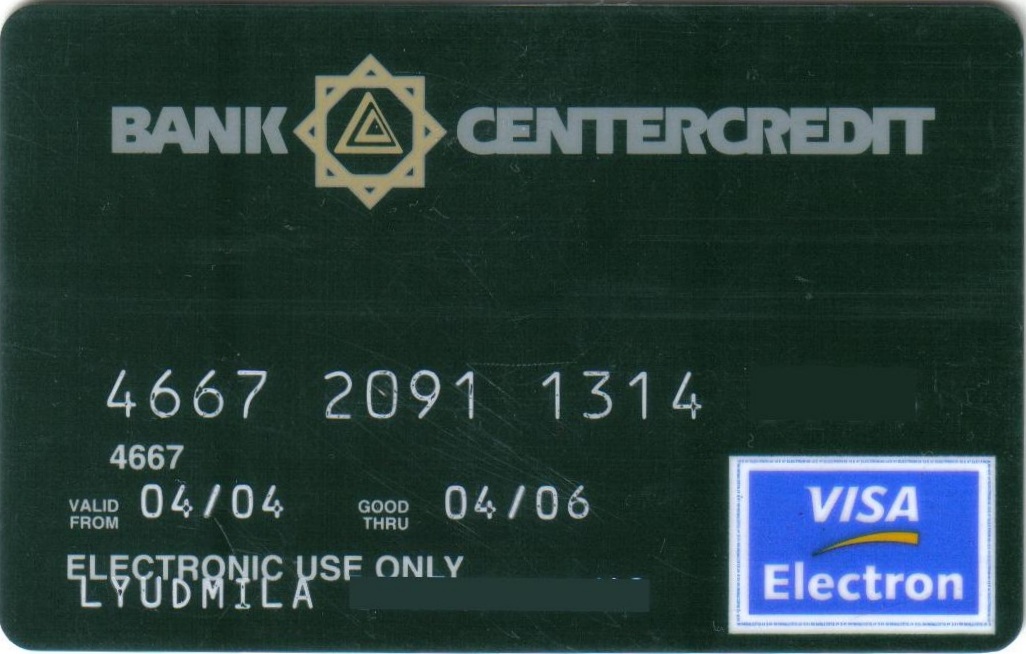 BANK CENTERCREDIT
4667 2091 1314
4667
VALID FROM 04/04 GOOD THRU 04/06
ELECTRONIC USE ONLY
LYUDMILA
VISA
Electron